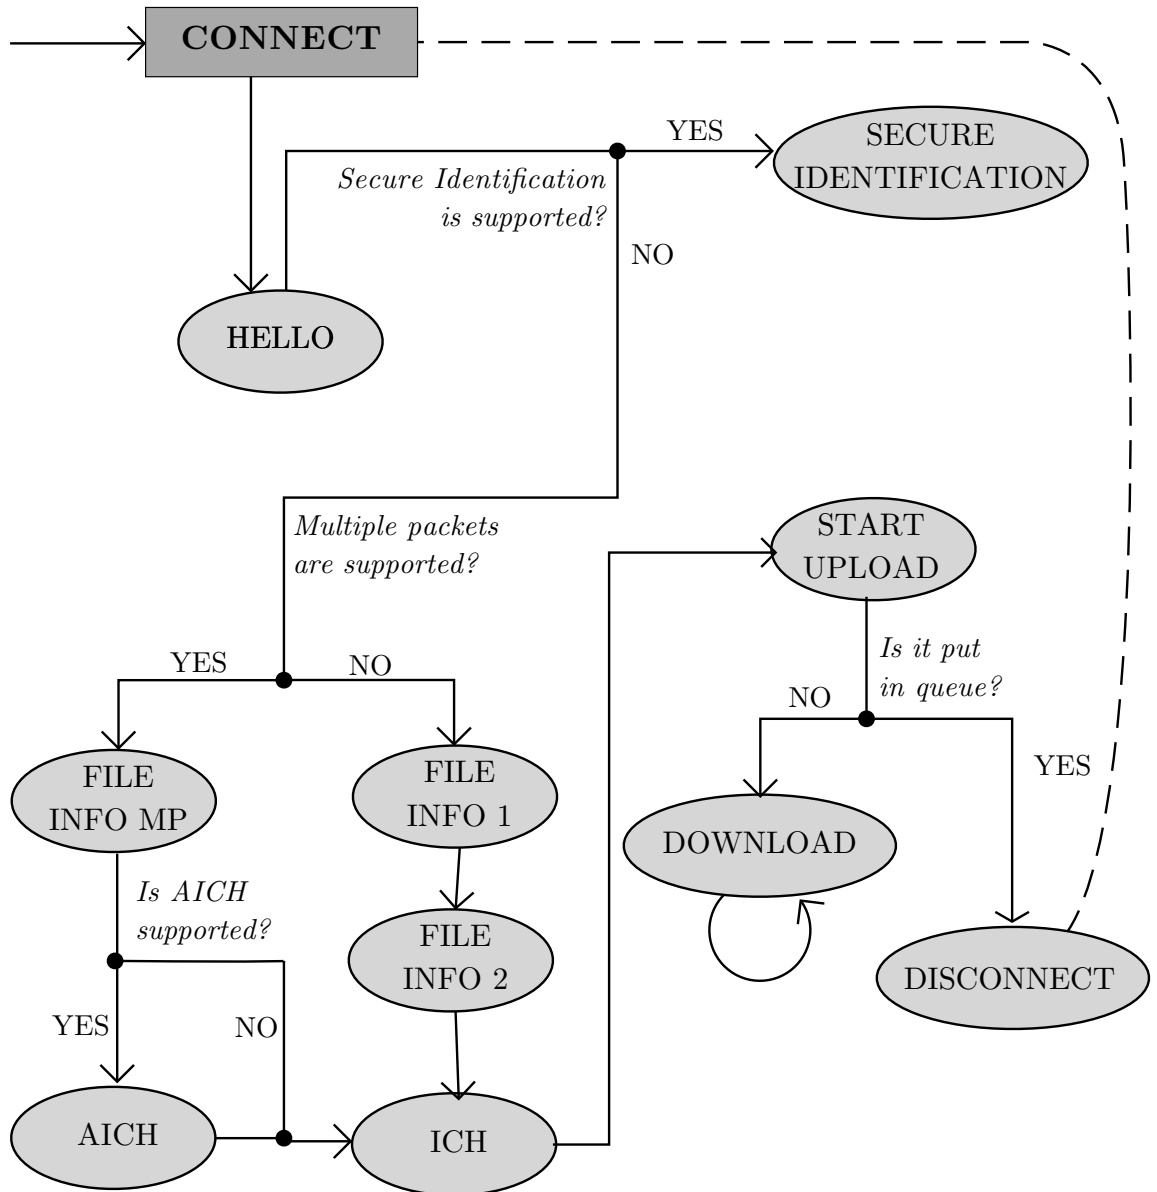 CONNECT
YES
SECURE
IDENTIFICATION
Secure Identification
is supported?
NO
HELLO
Multiple packets
are supported?
START
UPLOAD
YES
NO
Is it put
in queue?
NO
YES
FILE
INFO MP
FILE
INFO 1
DOWNLOAD
Is AICH
supported?
FILE
INFO 2
DISCONNECT
YES
NO
AICH
ICH